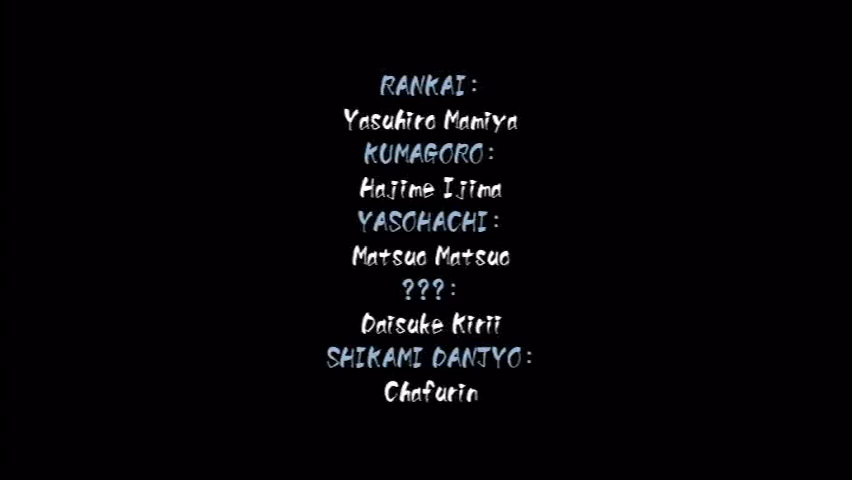 RANKAI:
Yasuhiro Mamiya
KUMAGORO:
Hajime Ijima
YASOHACHI:
Matsuo Matsuo
???:
Daisuke Kirii
SHIKAMI DANJYO:
Chafurin